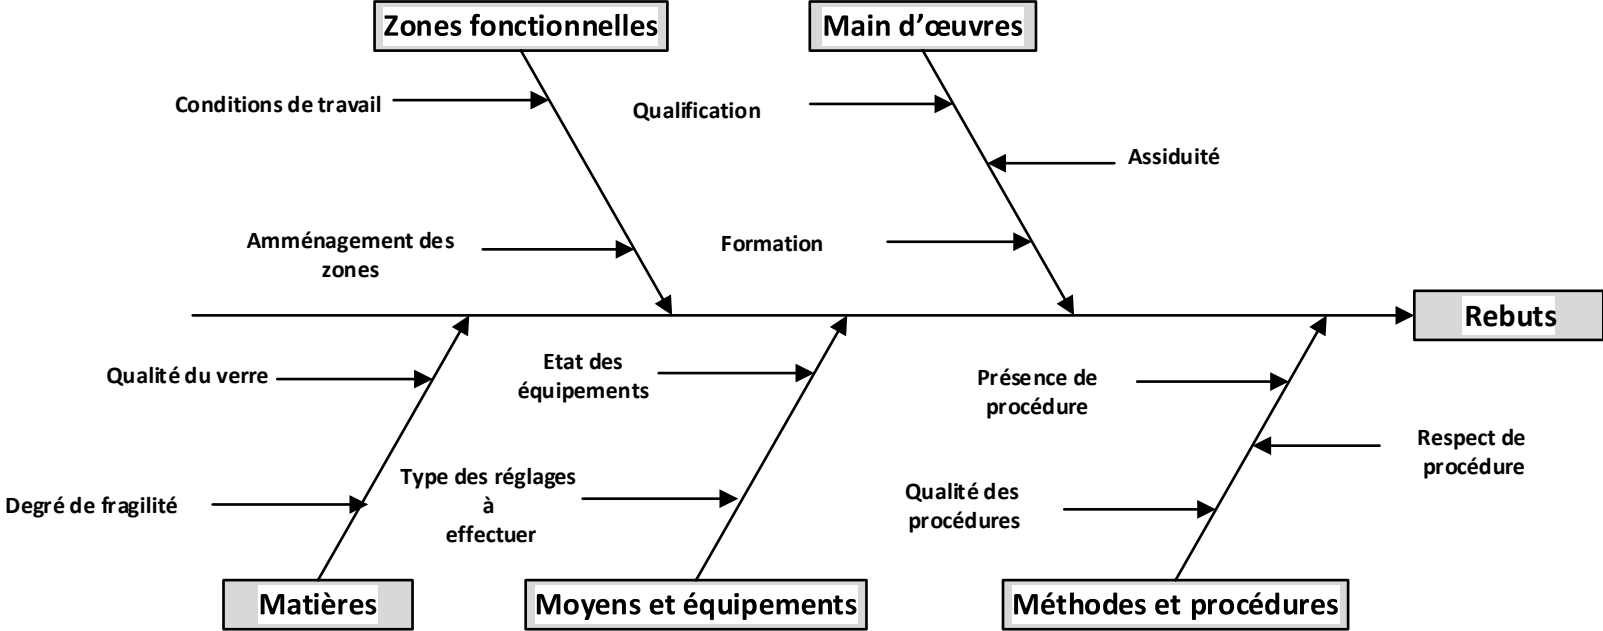 Zones fonctionnelles
Main d’œuvres
Conditions de travail
Qualification
Assiduité
Amménagement des
zones
Formation
Rebuts
Qualité du verre
Etat des
équipements
Présence de
procédure
Respect de
procédure
Degré de fragilité
Type des réglages
à
effectuer
Qualité des
procédures
Matières
Moyens et équipements
Méthodes et procédures